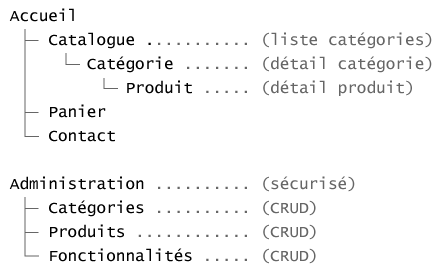 Accueil
Catalogue ........... (liste catégories)
Catégorie ....... (détail catégorie)
Produit ..... (détail produit)
Panier
Contact
Administration .......... (sécurisé)
Catégories .......... (CRUD)
Produits ............ (CRUD)
Fonctionnalités ..... (CRUD)